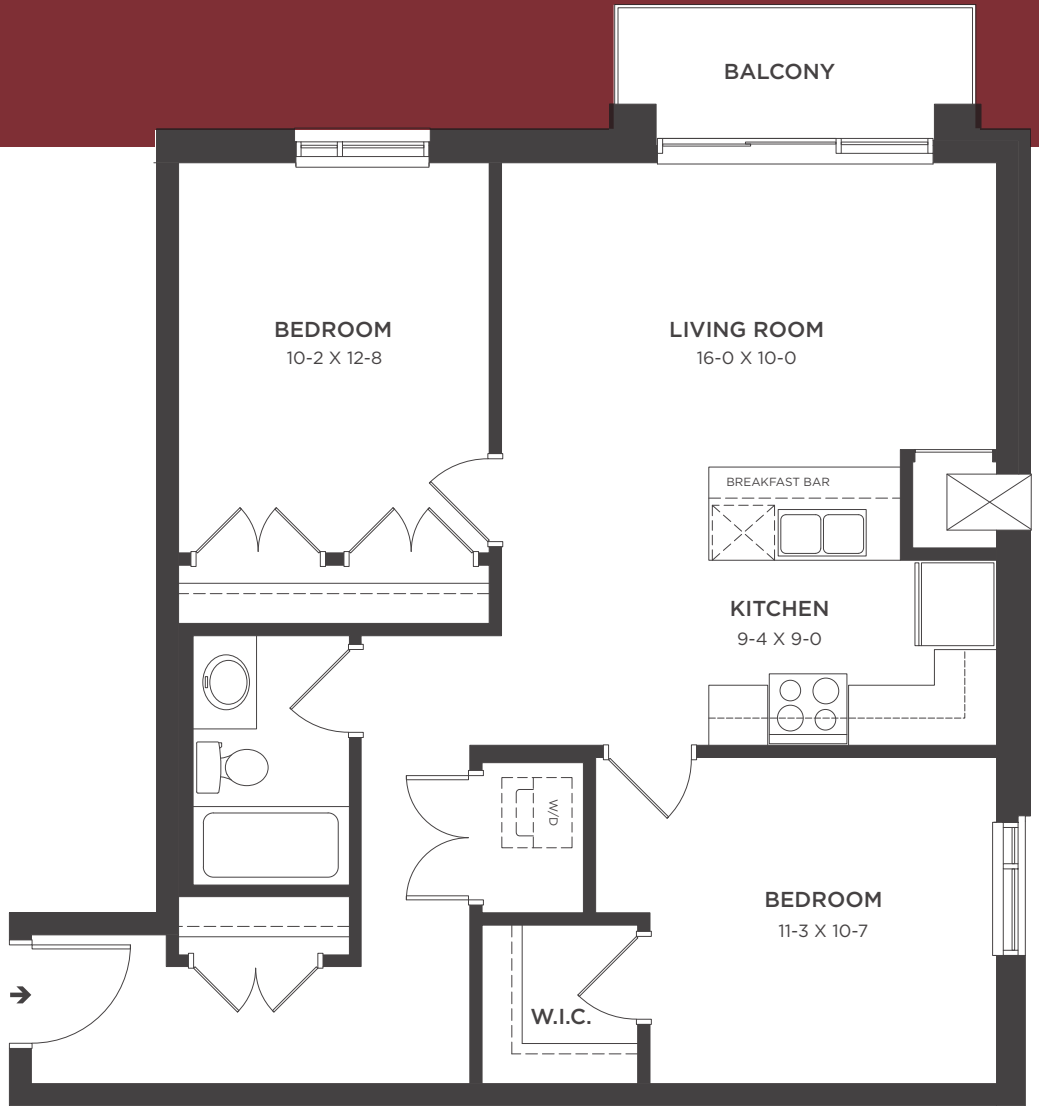 BALCONY
BEDROOM
10-2 X 12-8
LIVING ROOM
16-0 X 10-0
BREAKFAST BAR
KITCHEN
9-4 X 9-0
W/D
BEDROOM
11-3 X 10-7
W.I.C.